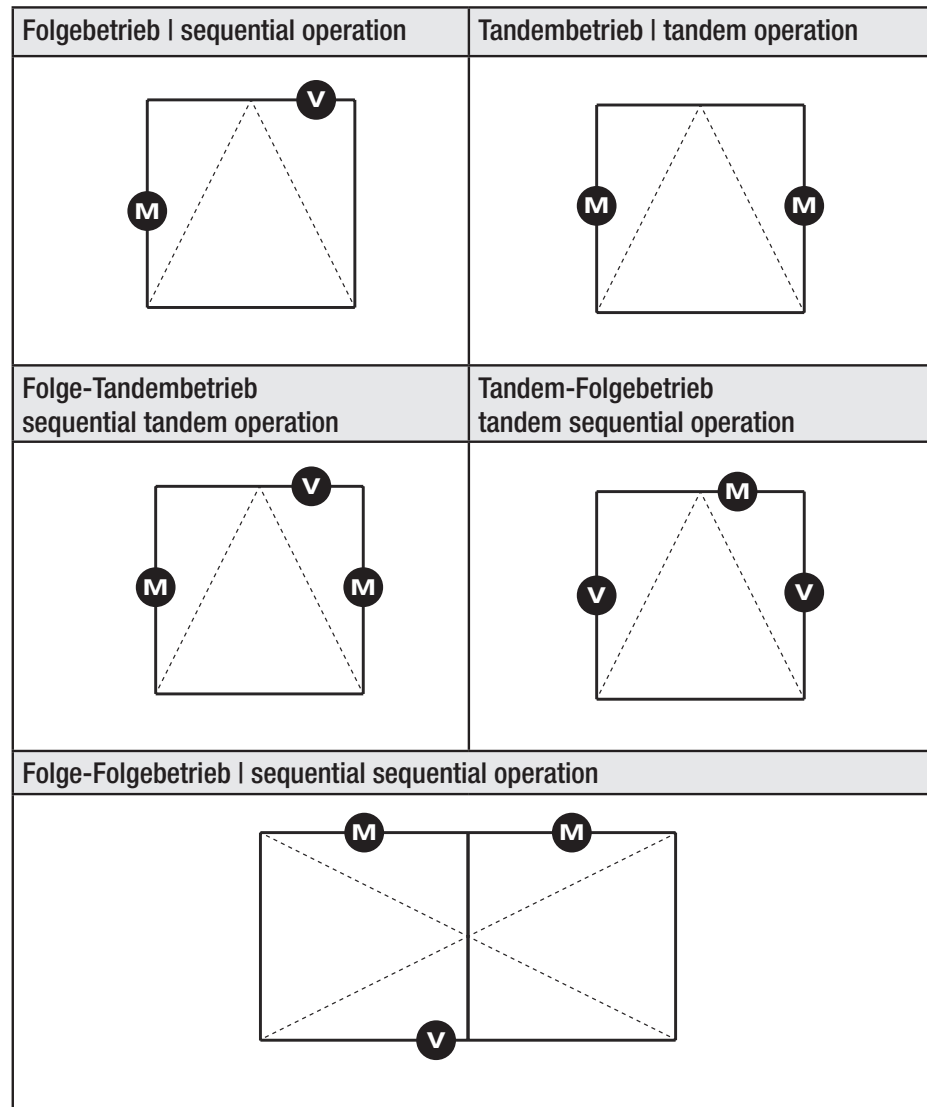 Folgebetrieb | sequential operation
Tandembetrieb | tandem operation
V
M
M
M
Folge-Tandembetrieb
sequential tandem operation
Tandem-Folgebetrieb
tandem sequential operation
V
M
M
M
V
V
Folge-Folgebetrieb | sequential sequential operation
M
M
V